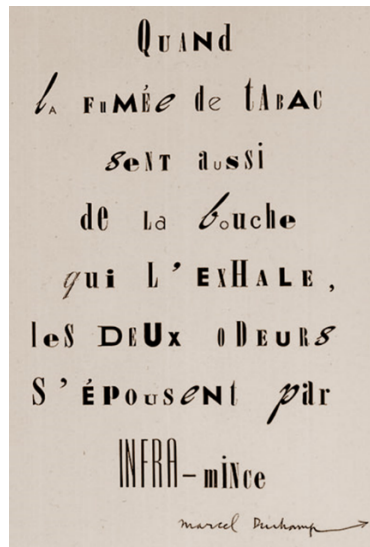 QUANd
lA FuMÉe de tABAC
seNT aussi
de La bouche
qui L'EXHALE,
leS DEUx ODEURs
S'ÉPOUSENt pAr
INFRA-miNce
marcel Duchamp